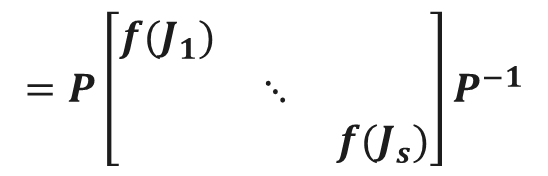 = P [ f(J₁)
⋱
f(Jₛ) ] P⁻¹